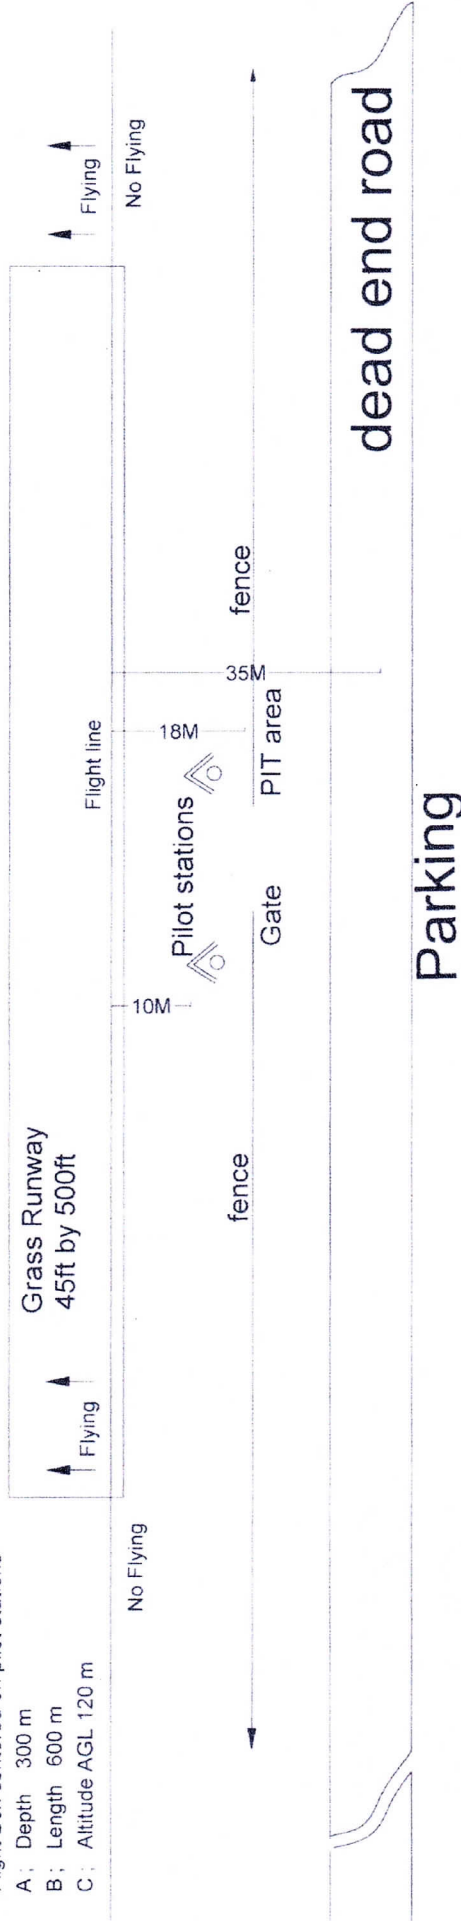 A ; Depth 300 m
B ; Length 600 m
C ; Altitude AGL 120 m
Grass Runway
45ft by 500ft
Flying
Flying
No Flying
No Flying
Flight line
10M
18M
35M
Pilot stations
fence
Gate
PIT area
fence
dead end road
Parking